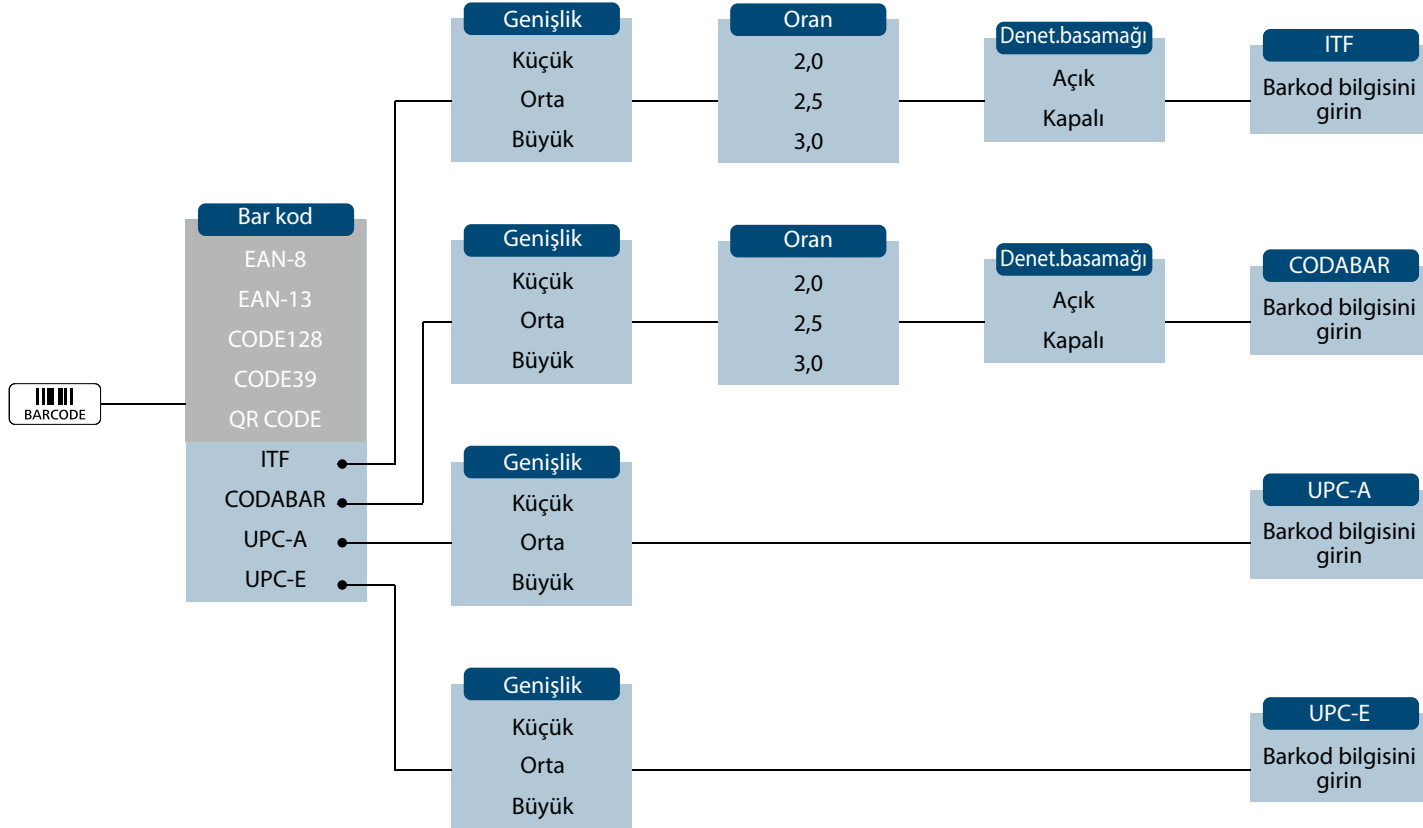 Genişlik
Küçük
Orta
Büyük
Oran
2,0
2,5
3,0
Denet.basamağı
Açık
Kapalı
ITF
Barkod bilgisini
girin
BARCODE
Bar kod
EAN-8
EAN-13
CODE128
CODE39
QR CODE
ITF
CODABAR
UPC-A
UPC-E
Genişlik
Küçük
Orta
Büyük
Oran
2,0
2,5
3,0
Denet.basamağı
Açık
Kapalı
CODABAR
Barkod bilgisini
girin
Genişlik
Küçük
Orta
Büyük
UPC-A
Barkod bilgisini
girin
Genişlik
Küçük
Orta
Büyük
UPC-E
Barkod bilgisini
girin